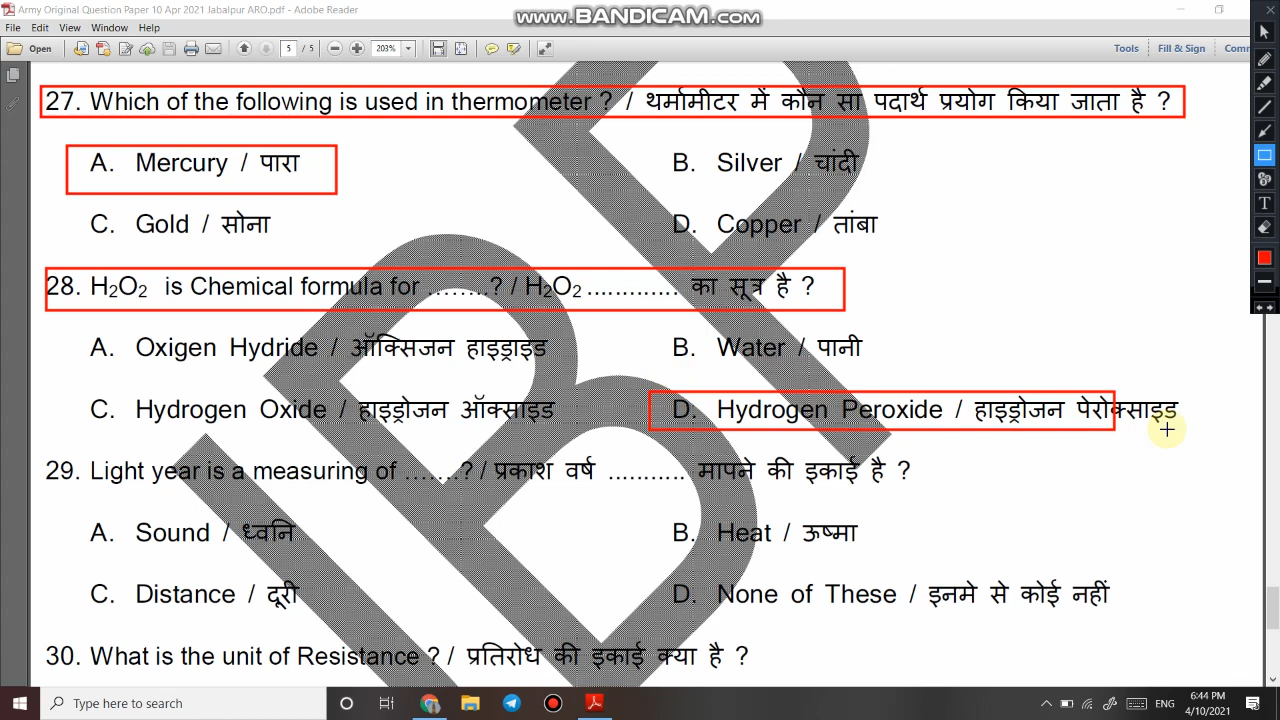 Army Original Question Paper 10 Apr 2021 Jabalpur ARO.pdf - Adobe Reader
www.BANDICAM.com
File Edit View Window Help
Open 5 / 5 203% Tools Fill & Sign
27. Which of the following is used in thermometer ? / थर्मामीटर में कौन सा पदार्थ प्रयोग किया जाता है ?
A. Mercury / पारा B. Silver / चांदी
C. Gold / सोना D. Copper / तांबा
28. H₂O₂ is Chemical formula for ........? / H₂O₂ ............. का सूत्र है ?
A. Oxigen Hydride / ऑक्सिजन हाइड्राइड B. Water / पानी
C. Hydrogen Oxide / हाइड्रोजन ऑक्साइड D. Hydrogen Peroxide / हाइड्रोजन पेरोक्साइड
29. Light year is a measuring of .......? / प्रकाश वर्ष ........... मापने की इकाई है ?
A. Sound / ध्वनि B. Heat / ऊष्मा
C. Distance / दूरी D. None of These / इनमे से कोई नहीं
30. What is the unit of Resistance ? / प्रतिरोध की इकाई क्या है ?
Type here to search ENG 6:44 PM
4/10/2021